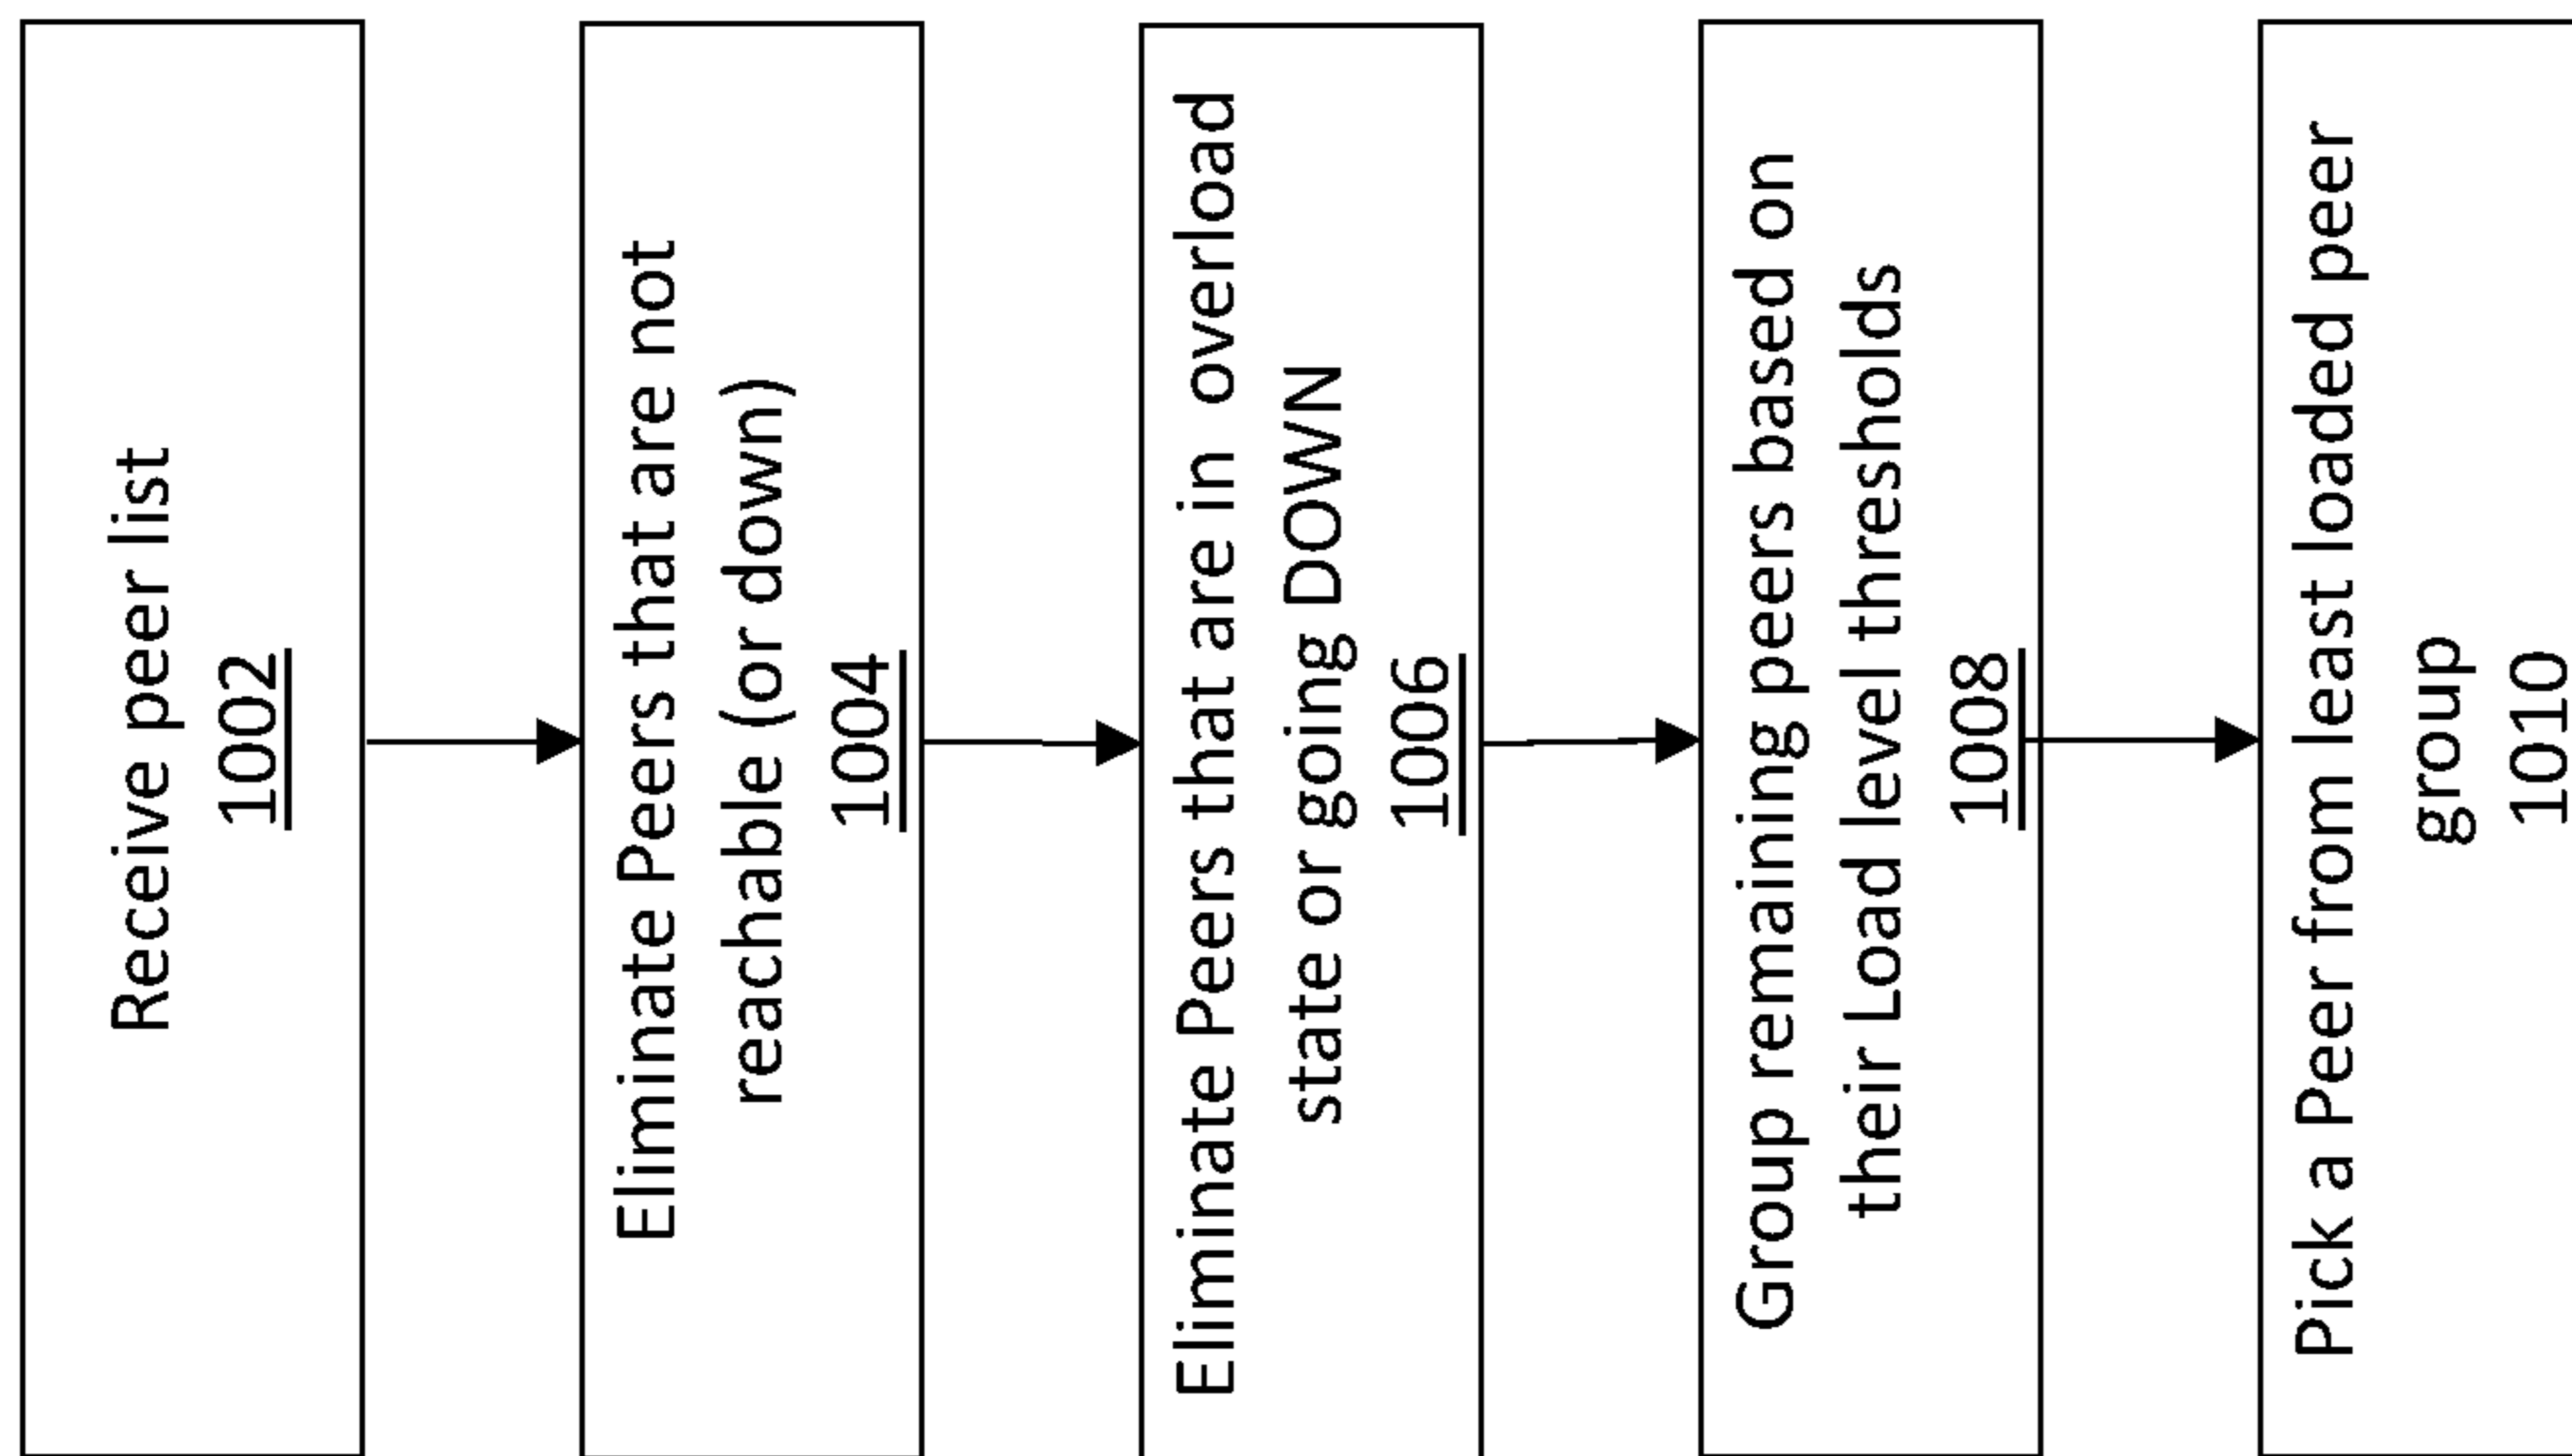 Receive peer list
1002
Eliminate Peers that are not
reachable (or down)
1004
Eliminate Peers that are in overload
state or going DOWN
1006
Group remaining peers based on
their Load level thresholds
1008
Pick a Peer from least loaded peer
group
1010